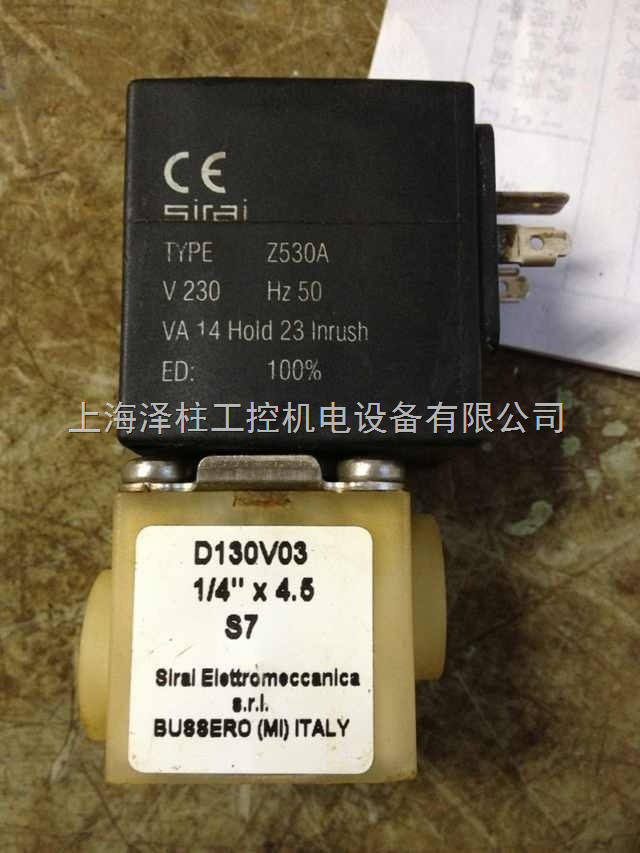 CE
sirai
TYPE Z530A
V 230 Hz 50
VA 14 Hold 23 Inrush
ED: 100%
上海泽柱工控机电设备有限公司
D130V03
1/4" x 4.5
S7
Sirai Elettromeccanica
s.r.l.
BUSSERO (MI) ITALY